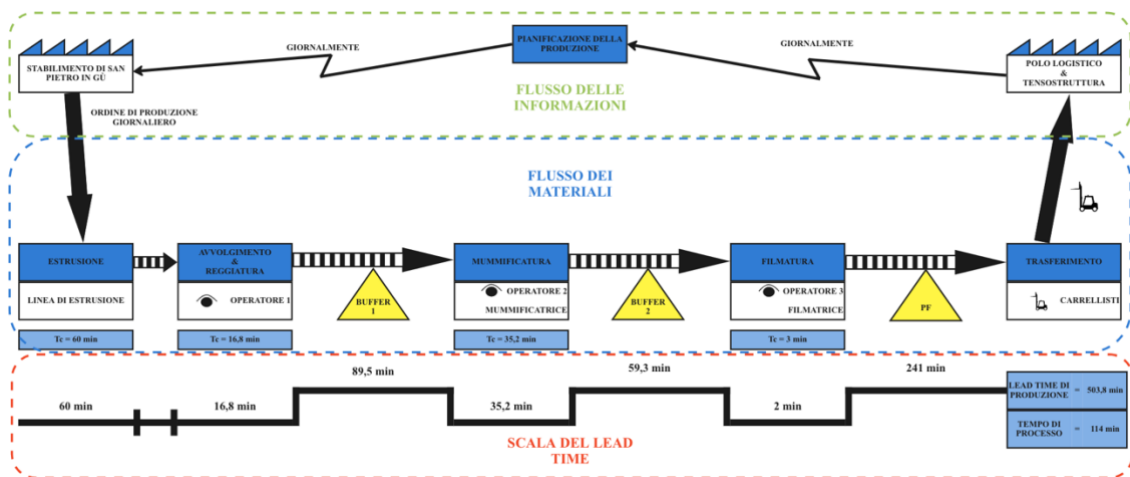 PIANIFICAZIONE DELLA
PRODUZIONE
GIORNALMENTE
GIORNALMENTE
STABILIMENTO DI SAN
PIETRO IN GÙ
POLO LOGISTICO
&
TENSOSTRUTTURA
FLUSSO DELLE
INFORMAZIONI
ORDINE DI PRODUZIONE
GIORNALIERO
FLUSSO DEI
MATERIALI
ESTRUSIONE
LINEA DI ESTRUSIONE
Tc = 60 min
AVVOLGIMENTO
&
REGGIATURA
OPERATORE 1
Tc = 16,8 min
BUFFER
1
MUMMIFICATURA
OPERATORE 2
MUMMIFICATRICE
Tc = 35,2 min
BUFFER
2
FILMATURA
OPERATORE 3
FILMATRICE
Tc = 3 min
PF
TRASFERIMENTO
CARRELLISTI
60 min
16,8 min
89,5 min
35,2 min
59,3 min
2 min
241 min
LEAD TIME DI
PRODUZIONE = 503,8 min
TEMPO DI
PROCESSO = 114 min
SCALA DEL LEAD
TIME